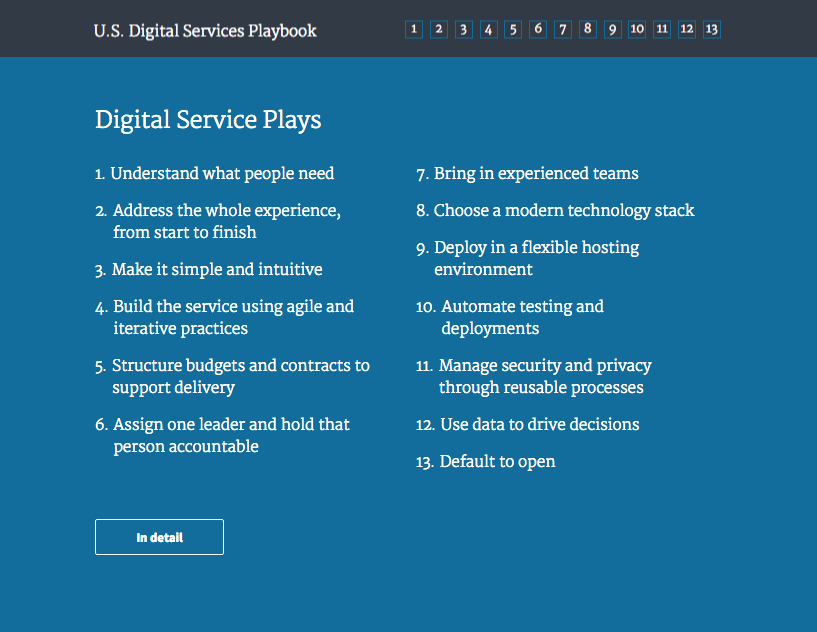 U.S. Digital Services Playbook
1 2 3 4 5 6 7 8 9 10 11 12 13
Digital Service Plays
1. Understand what people need
2. Address the whole experience,
from start to finish
3. Make it simple and intuitive
4. Build the service using agile and
iterative practices
5. Structure budgets and contracts to
support delivery
6. Assign one leader and hold that
person accountable
7. Bring in experienced teams
8. Choose a modern technology stack
9. Deploy in a flexible hosting
environment
10. Automate testing and
deployments
11. Manage security and privacy
through reusable processes
12. Use data to drive decisions
13. Default to open
In detail